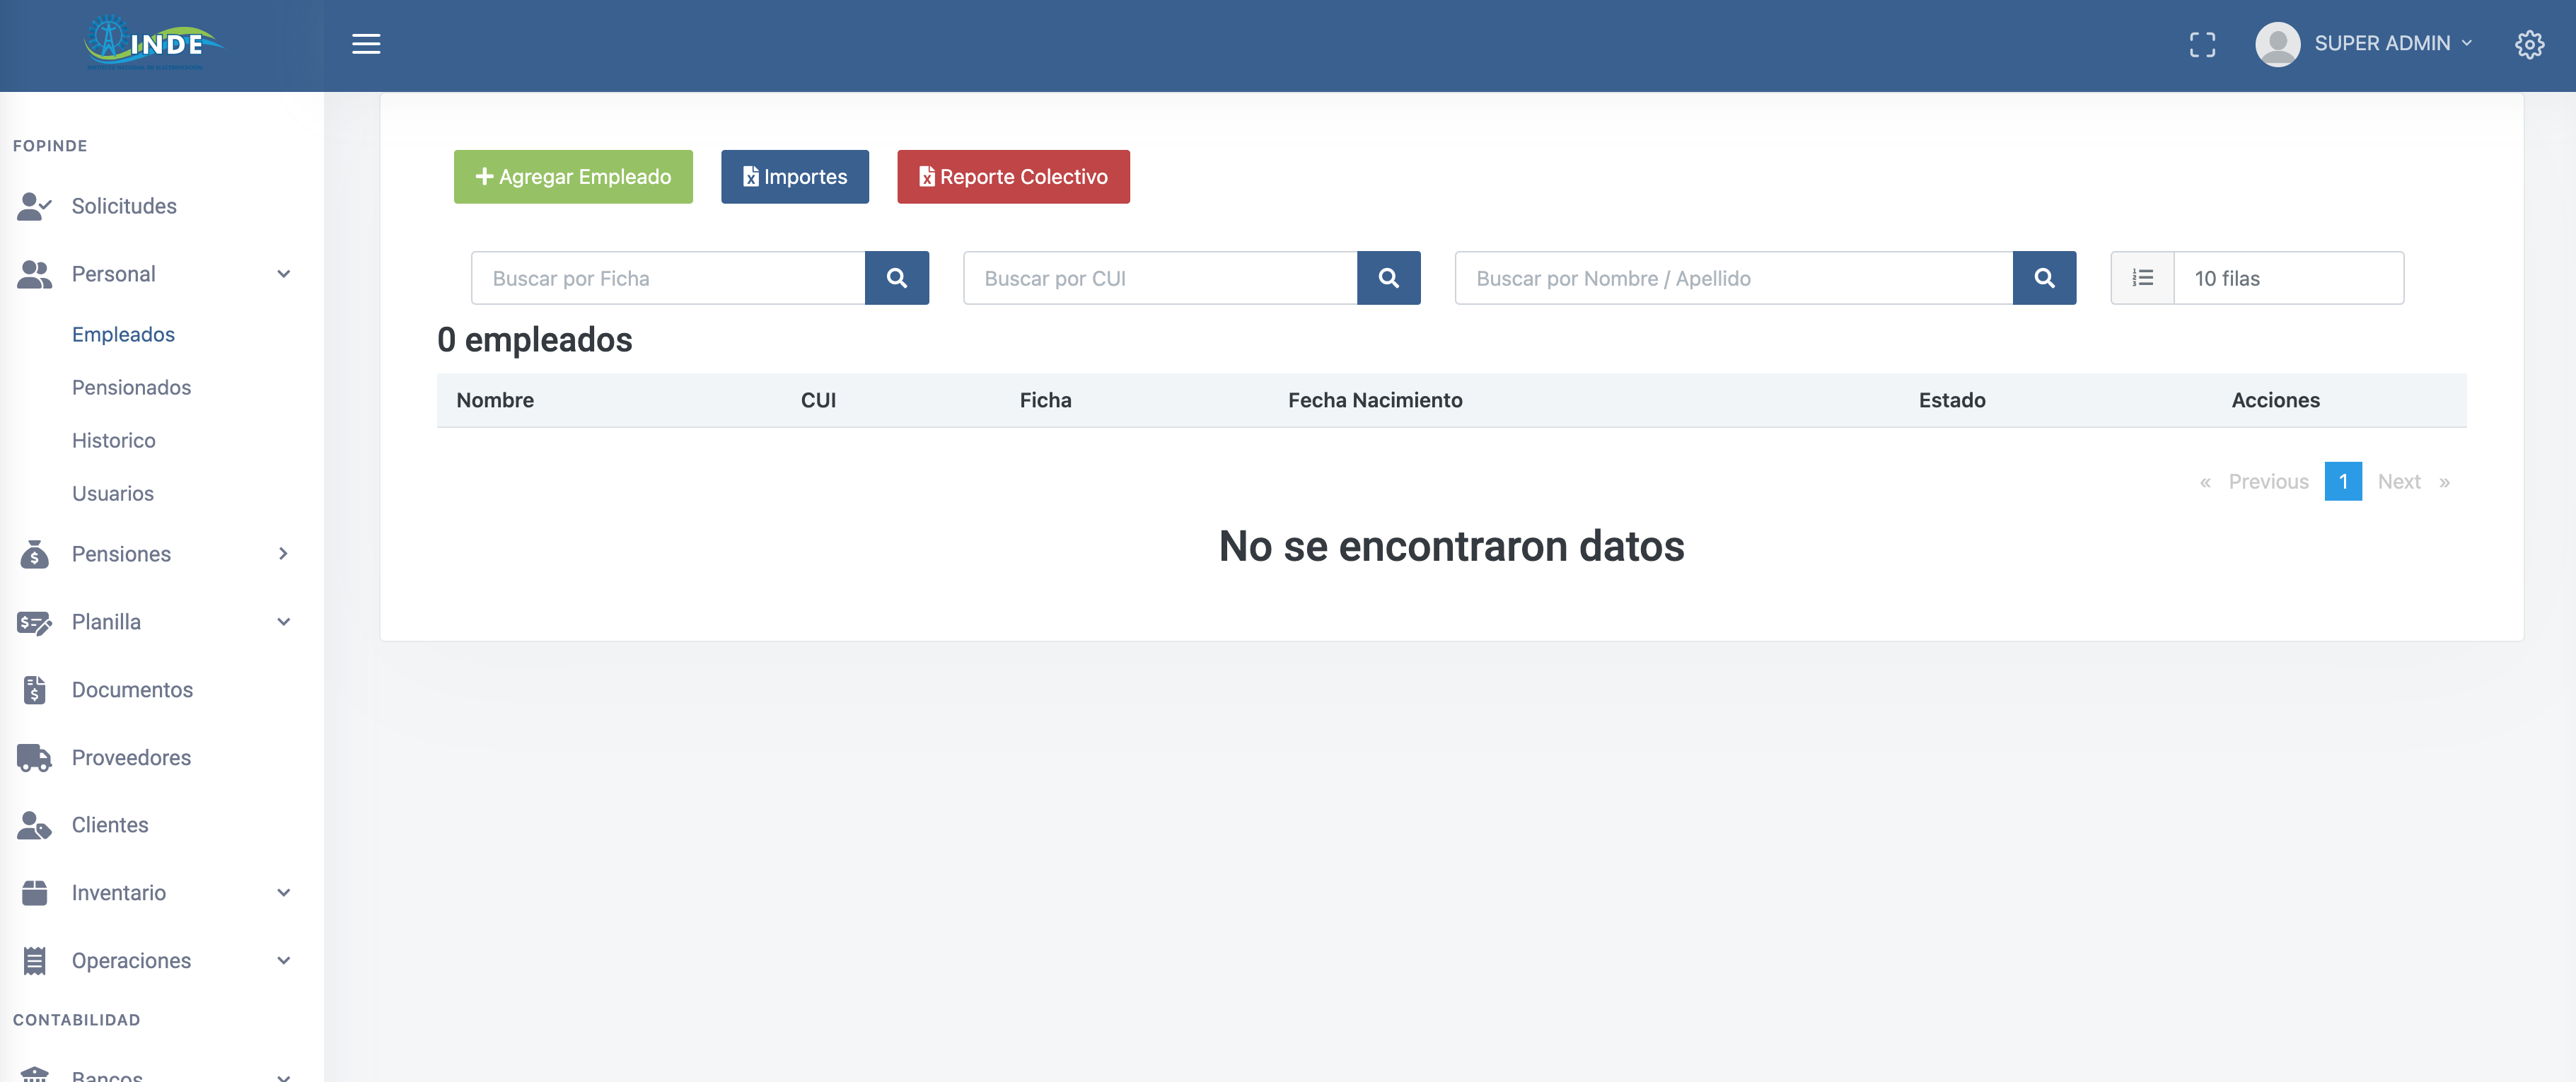 INDE
SUPER ADMIN
FOPINDE
Solicitudes
Personal
Empleados
Pensionados
Historico
Usuarios
Pensiones
Planilla
Documentos
Proveedores
Clientes
Inventario
Operaciones
CONTABILIDAD
Bancos
Agregar Empleado
Importes
Reporte Colectivo
Buscar por Ficha
Buscar por CUI
Buscar por Nombre / Apellido
10 filas
0 empleados
Nombre CUI Ficha Fecha Nacimiento Estado Acciones
« Previous 1 Next »
No se encontraron datos